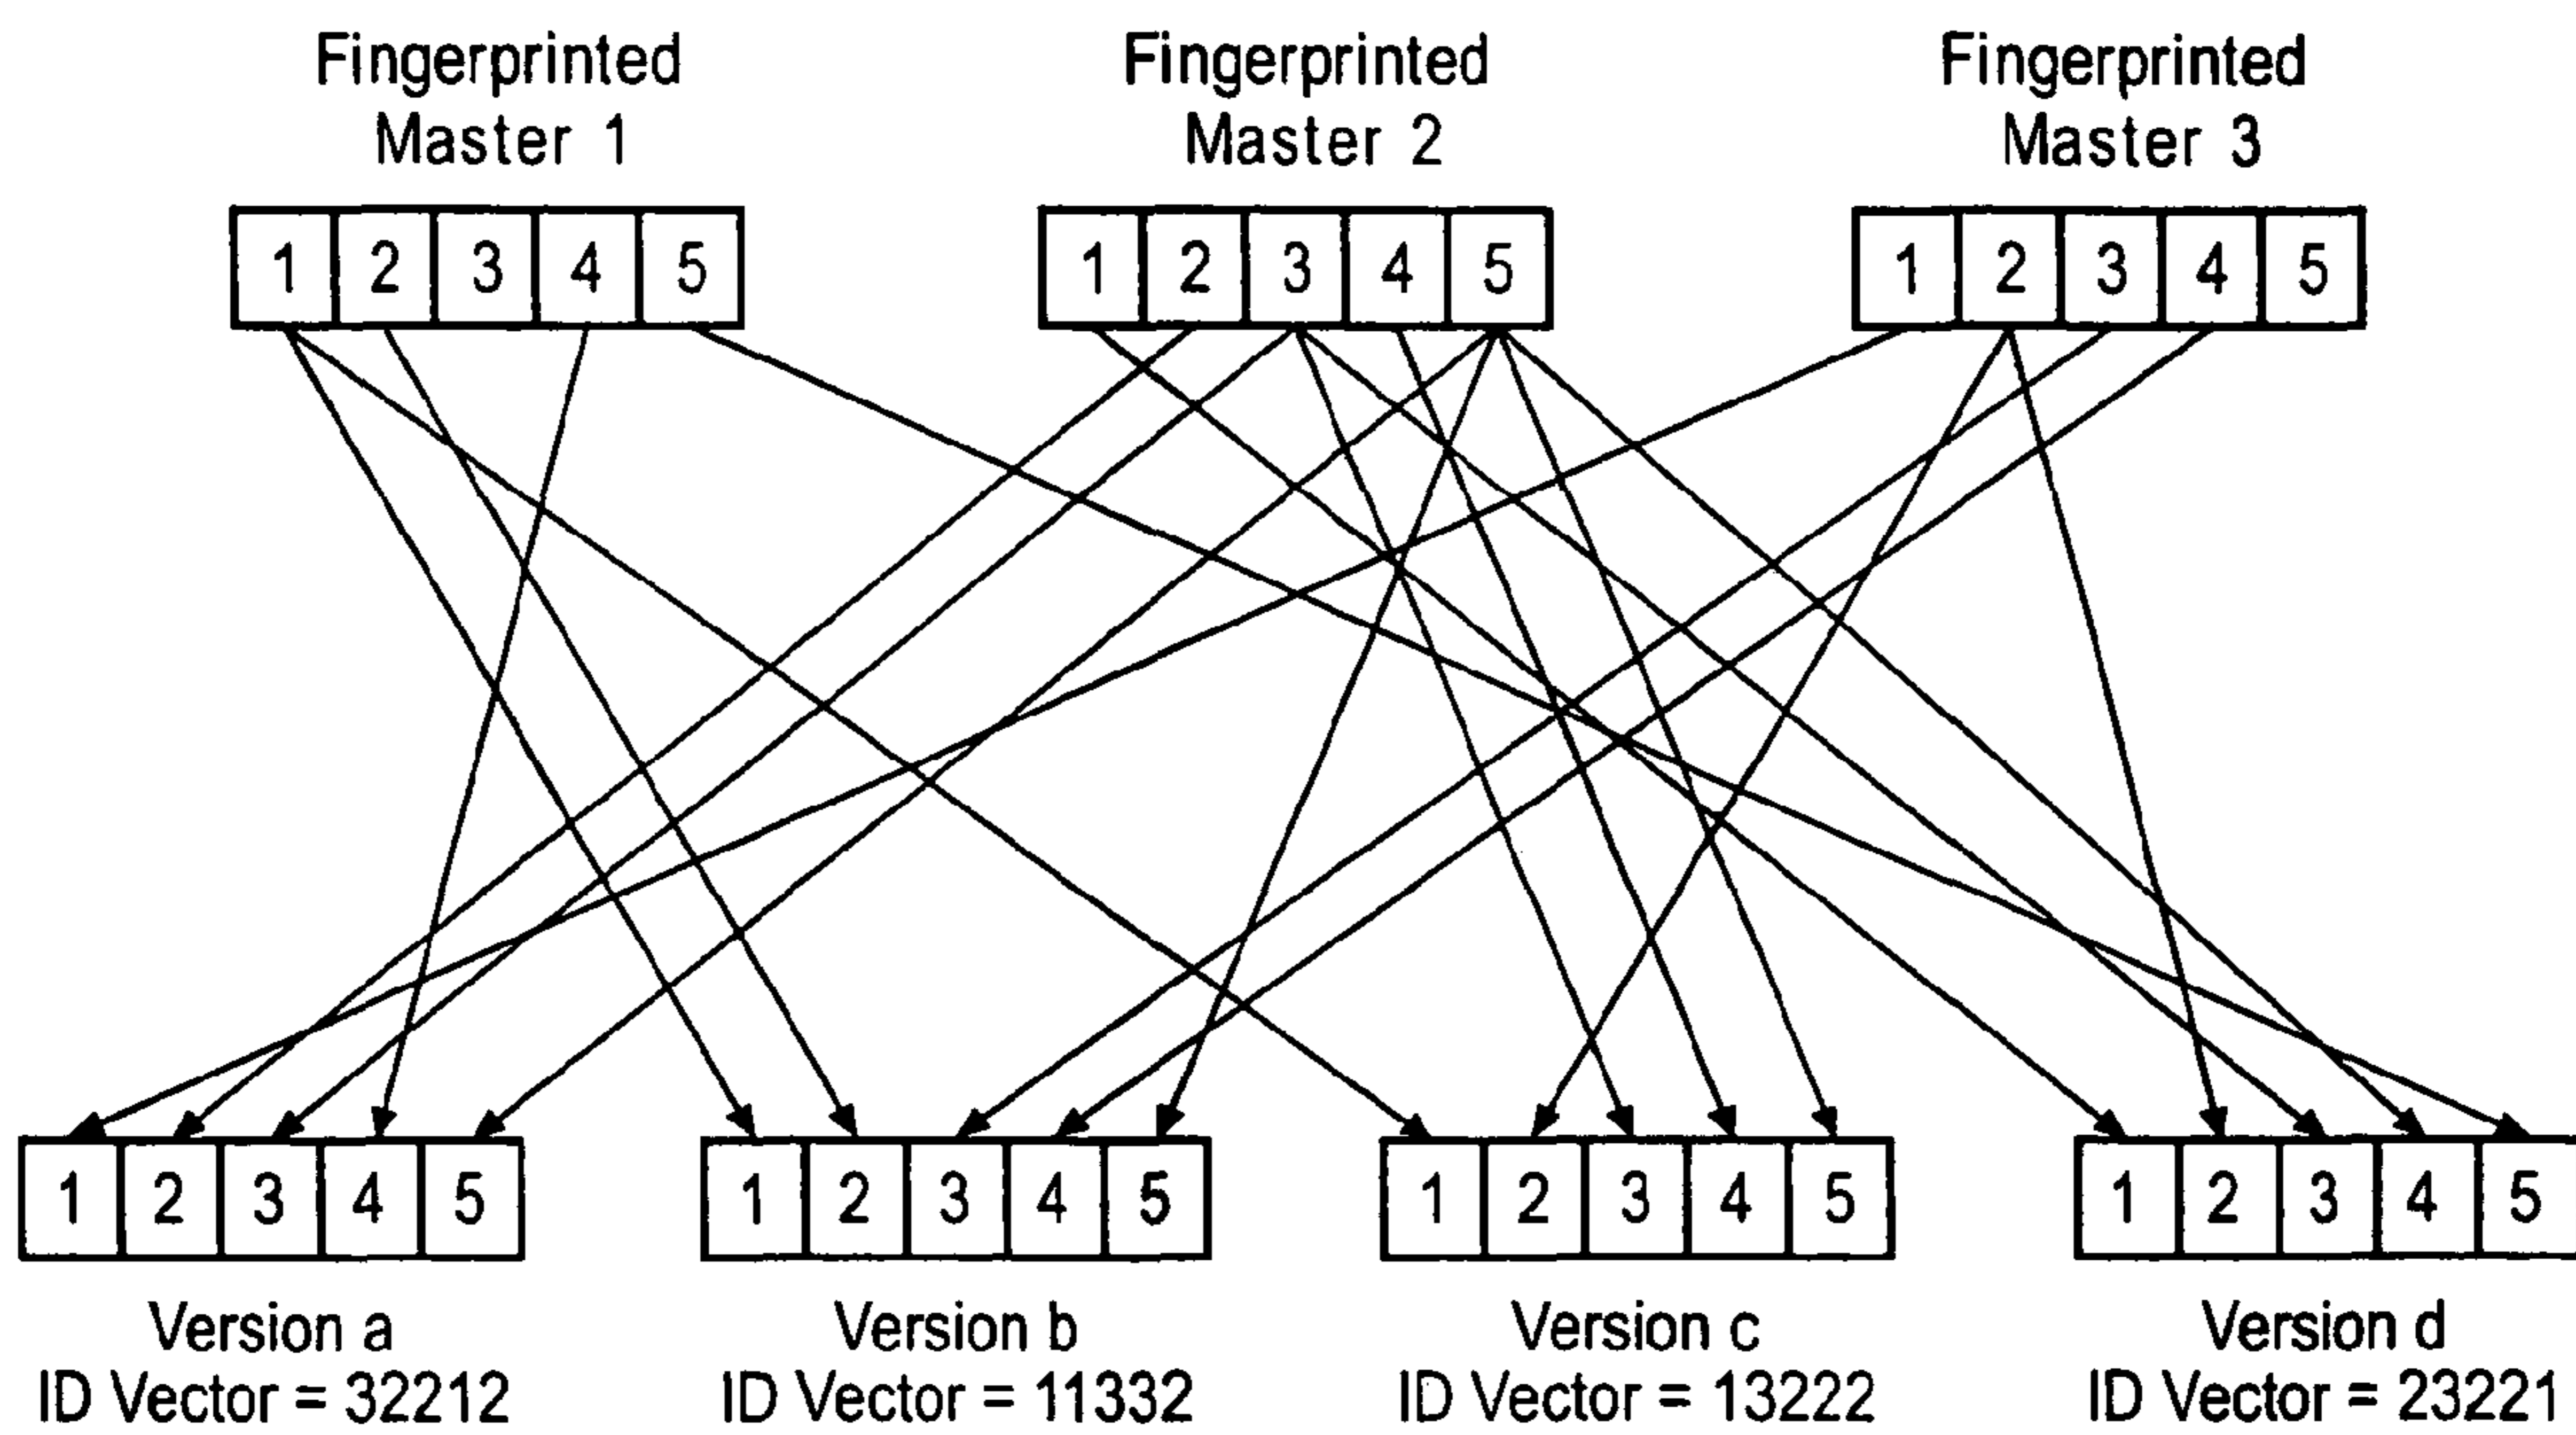 Fingerprinted
Master 1
Fingerprinted
Master 2
Fingerprinted
Master 3
1 2 3 4 5
1 2 3 4 5
1 2 3 4 5
1 2 3 4 5
1 2 3 4 5
1 2 3 4 5
1 2 3 4 5
Version a
ID Vector = 32212
Version b
ID Vector = 11332
Version c
ID Vector = 13222
Version d
ID Vector = 23221